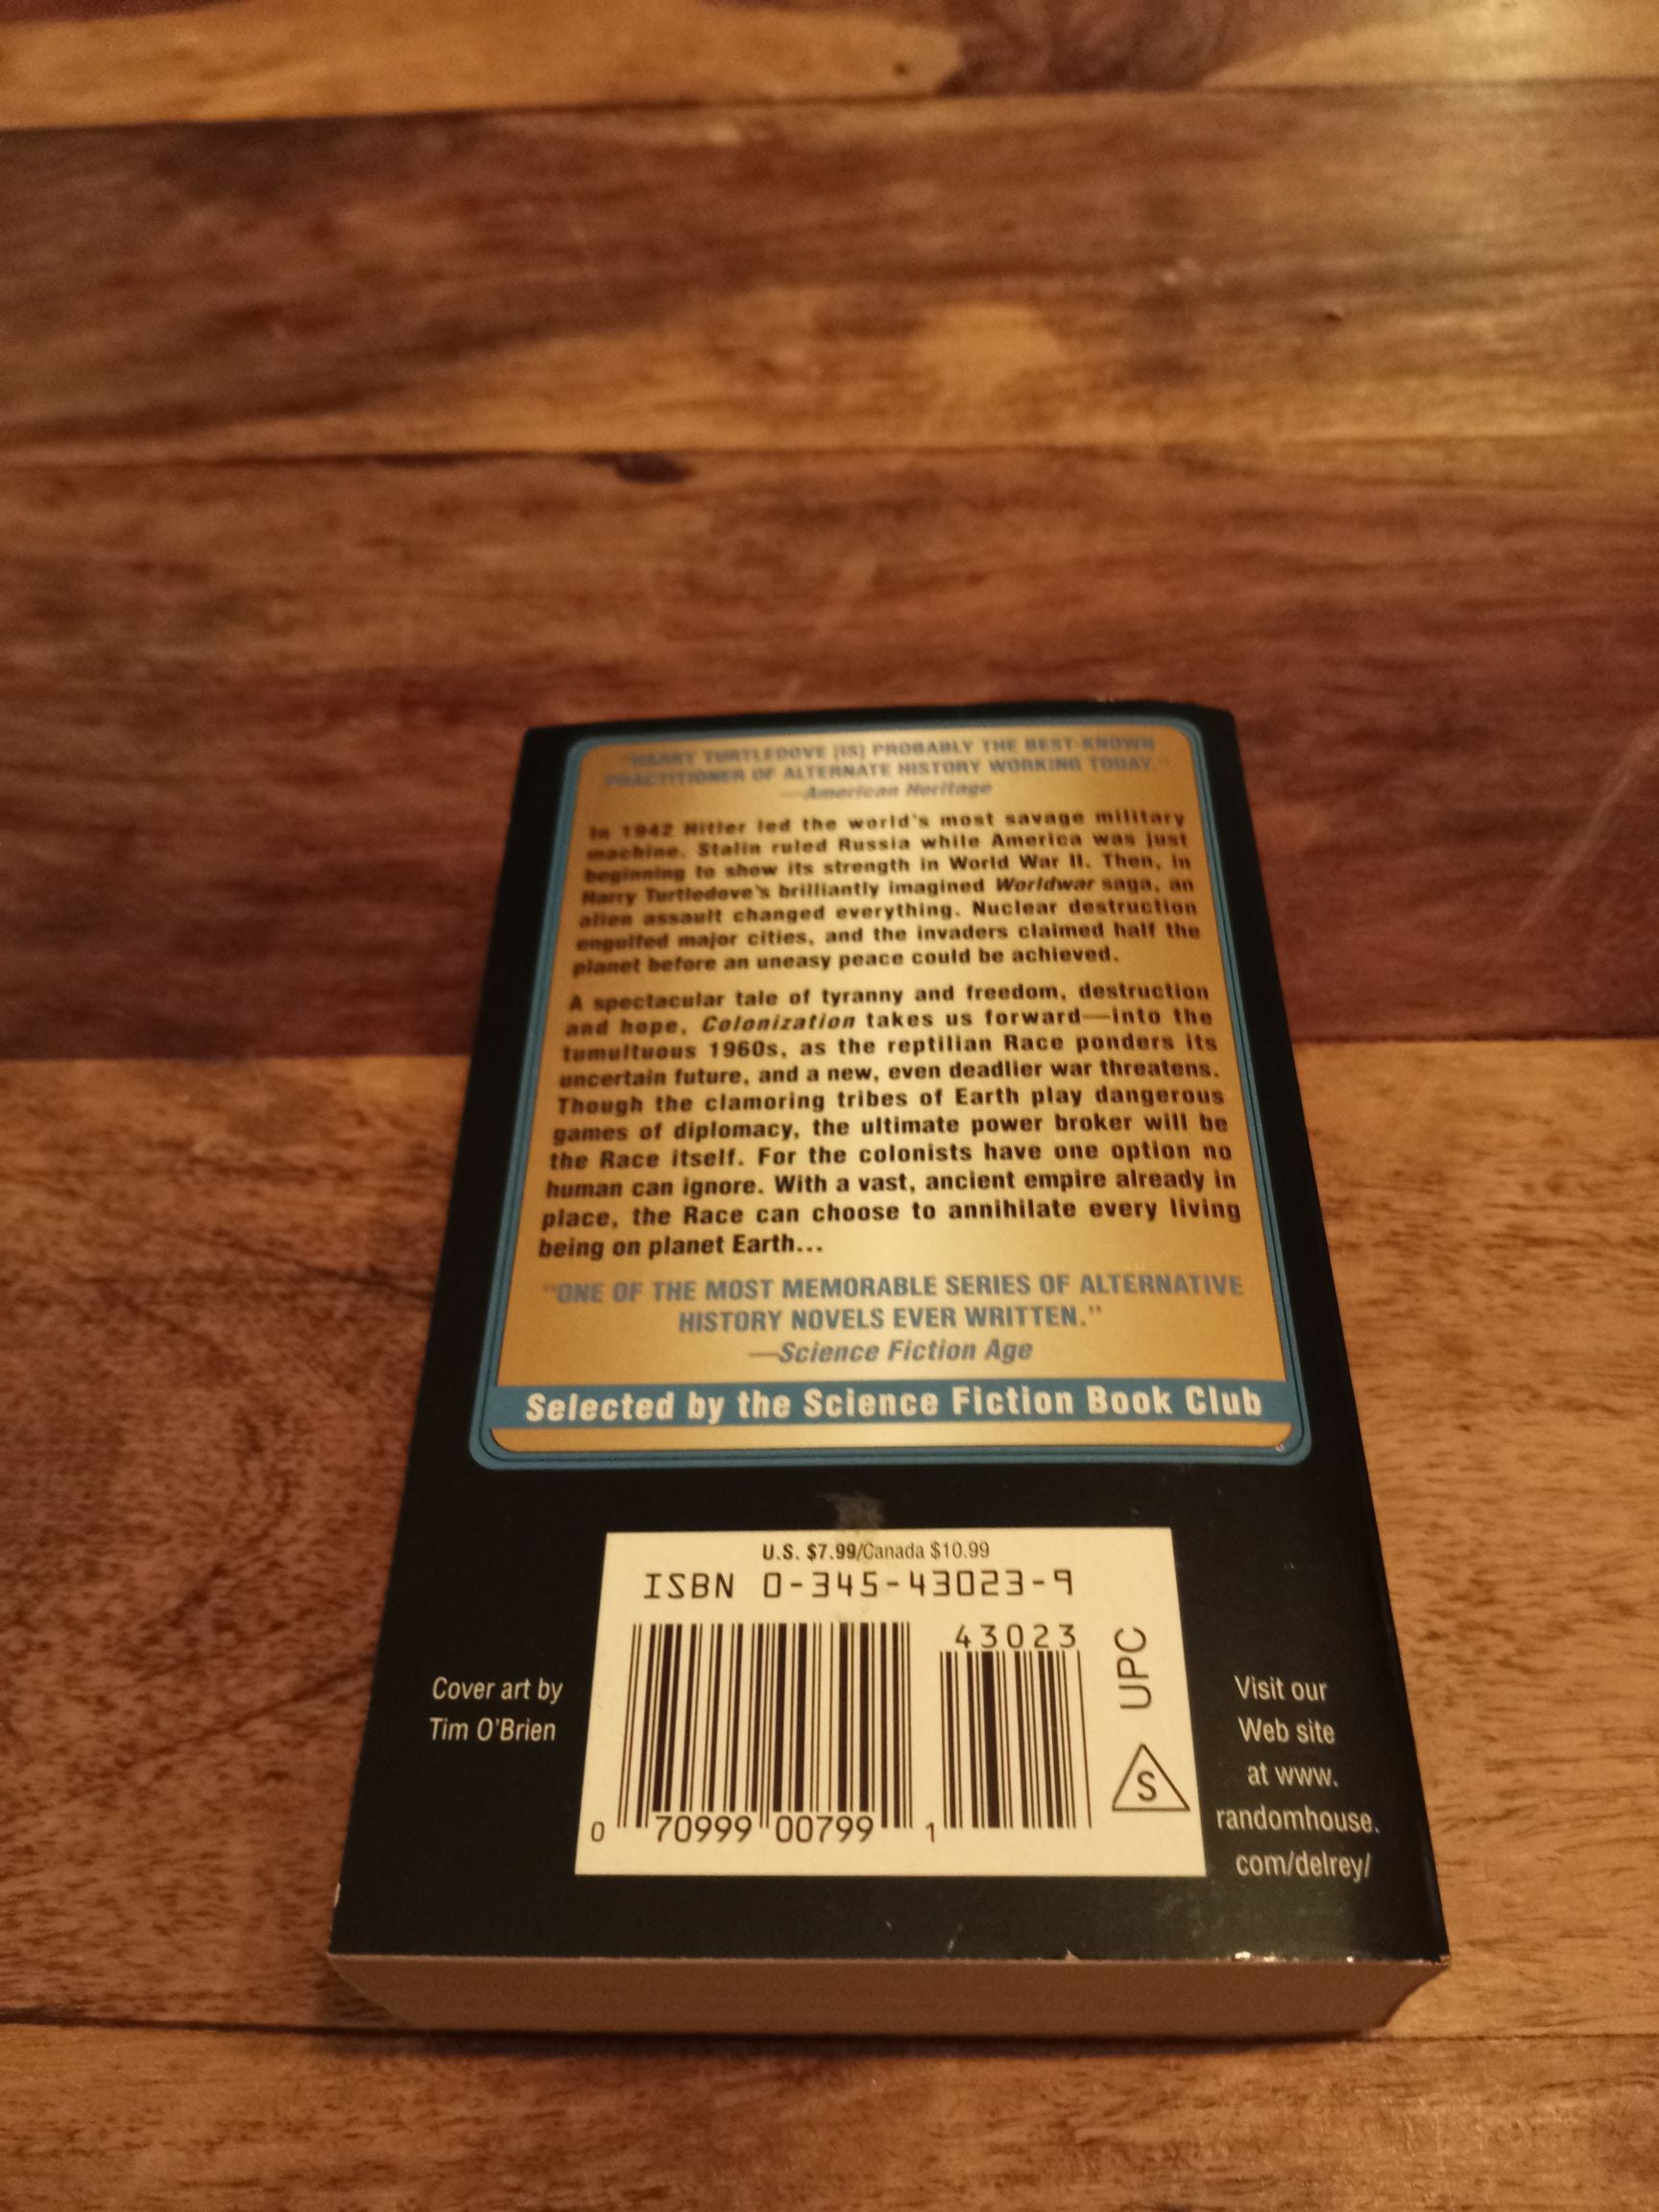 "HARRY TURTLEDOVE [IS] PROBABLY THE BEST-KNOWN
PRACTITIONER OF ALTERNATE HISTORY WORKING TODAY."
—American Heritage
In 1942 Hitler led the world's most savage military
machine. Stalin ruled Russia while America was just
beginning to show its strength in World War II. Then, in
Harry Turtledove's brilliantly imagined Worldwar saga, an
alien assault changed everything. Nuclear destruction
engulfed major cities, and the invaders claimed half the
planet before an uneasy peace could be achieved.
A spectacular tale of tyranny and freedom, destruction
and hope, Colonization takes us forward—into the
tumultuous 1960s, as the reptilian Race ponders its
uncertain future, and a new, even deadlier war threatens.
Though the clamoring tribes of Earth play dangerous
games of diplomacy, the ultimate power broker will be
the Race itself. For the colonists have one option no
human can ignore. With a vast, ancient empire already in
place, the Race can choose to annihilate every living
being on planet Earth...
"ONE OF THE MOST MEMORABLE SERIES OF ALTERNATIVE
HISTORY NOVELS EVER WRITTEN."
—Science Fiction Age
Selected by the Science Fiction Book Club
U.S. $7.99/Canada $10.99
ISBN 0-345-43023-9
43023
UPC
S
0 70999 00799 1
Cover art by
Tim O'Brien
Visit our
Web site
at www.
randomhouse.
com/delrey/